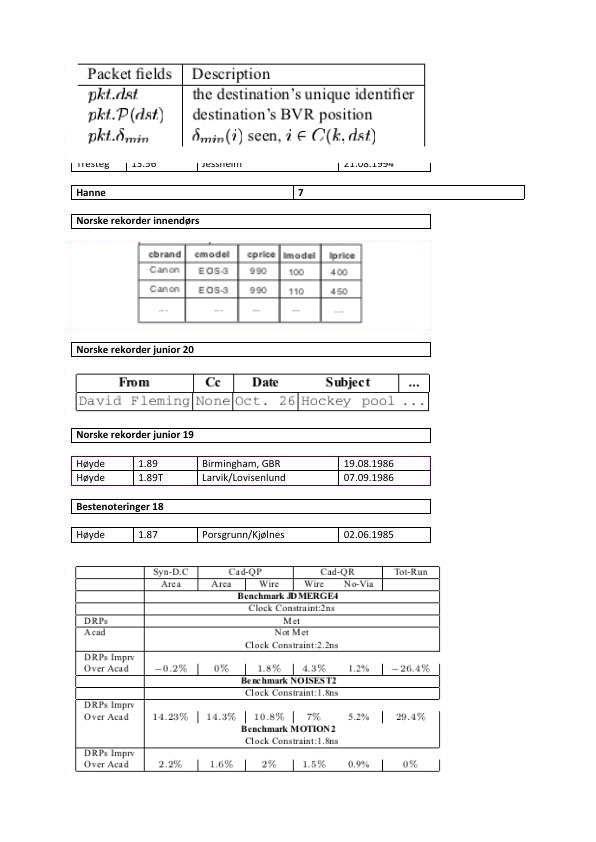 Packet fields Description
pkt.dst the destination's unique identifier
pkt.P(dst) destination's BVR position
pkt.δmin δmin(i) seen, i ∈ C(k, dst)
Tresteg 13.56 Jessheim 21.08.1994
Hanne 7
Norske rekorder innendørs
cbrand cmodel cprice lmodel lprice
Canon EOS-3 990 100 400
Canon EOS-3 990 110 450
... ... ... ... ...
Norske rekorder junior 20
From Cc Date Subject ...
David Fleming None Oct. 26 Hockey pool ...
Norske rekorder junior 19
Høyde 1.89 Birmingham, GBR 19.08.1986
Høyde 1.89T Larvik/Lovisenlund 07.09.1986
Bestenoteringer 18
Høyde 1.87 Porsgrunn/Kjølnes 02.06.1985
Syn-D.C Cad-QP Cad-QR Tot-Run
Area Area Wire Wire No-Via
Benchmark JDMERGE4
Clock Constraint:2ns
DRPs Met
Acad Not Met
Clock Constraint:2.2ns
DRPs Imprv
Over Acad −0.2% 0% 1.8% 4.3% 1.2% −26.4%
Benchmark NOISEST2
Clock Constraint:1.8ns
DRPs Imprv
Over Acad 14.23% 14.3% 10.8% 7% 5.2% 29.4%
Benchmark MOTION2
Clock Constraint:1.8ns
DRPs Imprv
Over Acad 2.2% 1.6% 2% 1.5% 0.9% 0%